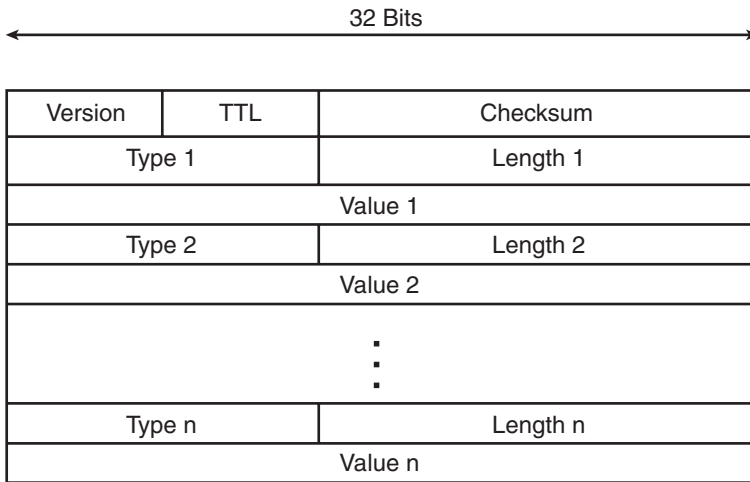 32 Bits
Version TTL Checksum
Type 1 Length 1
Value 1
Type 2 Length 2
Value 2
Type n Length n
Value n